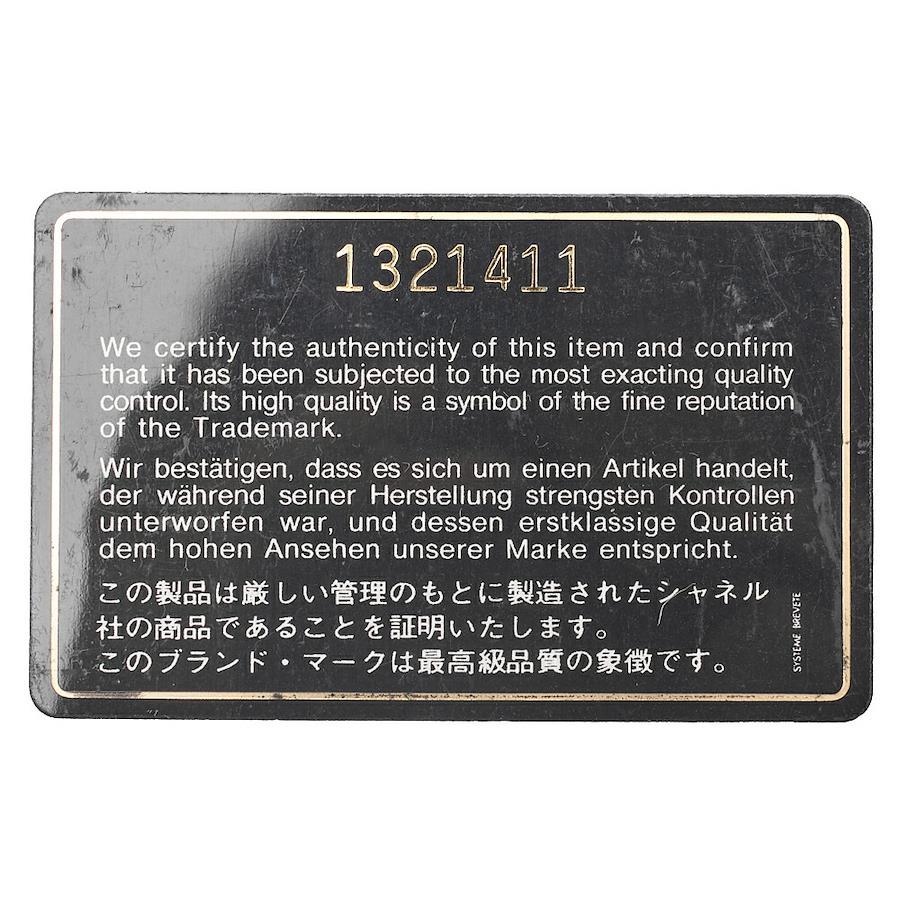 1321411
We certify the authenticity of this item and confirm
that it has been subjected to the most exacting quality
control. Its high quality is a symbol of the fine reputation
of the Trademark.
Wir bestätigen, dass es sich um einen Artikel handelt,
der während seiner Herstellung strengsten Kontrollen
unterworfen war, und dessen erstklassige Qualität
dem hohen Ansehen unserer Marke entspricht.
この製品は厳しい管理のもとに製造されたシャネル
社の商品であることを証明いたします。
このブランド・マークは最高級品質の象徴です。
SYSTEME BREVETE